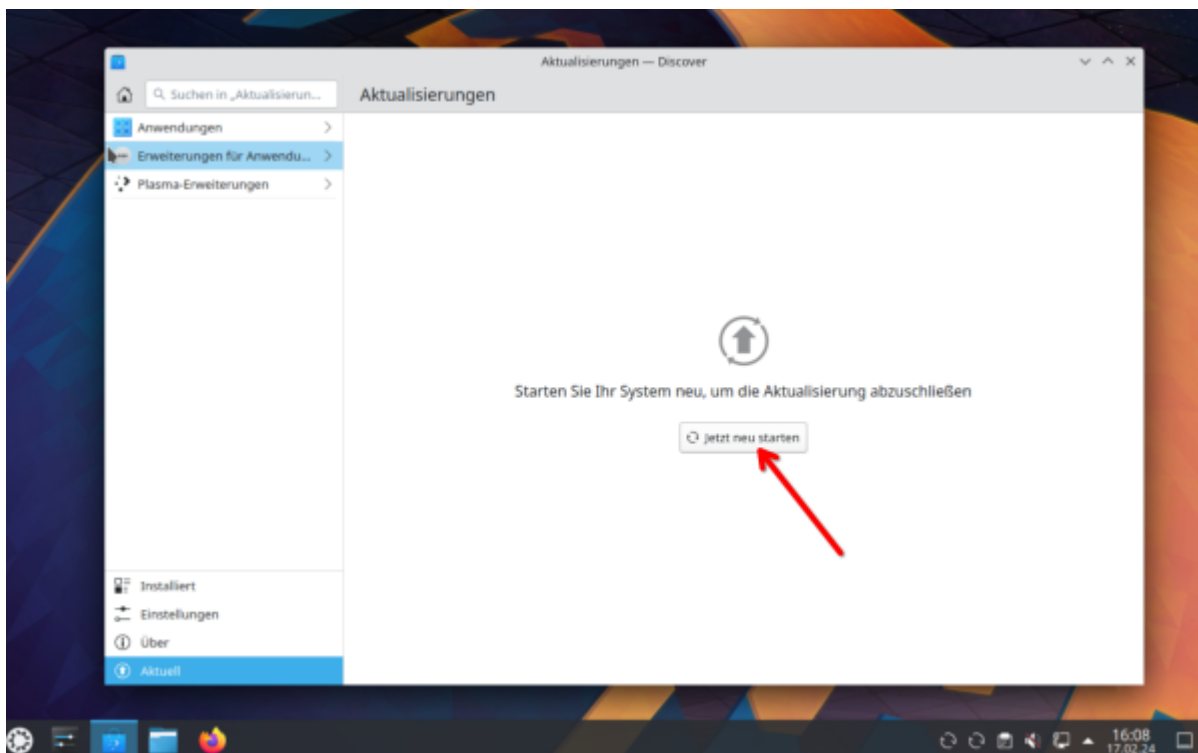 Aktualisierungen — Discover
Suchen in „Aktualisierun...
Aktualisierungen
Anwendungen
Erweiterungen für Anwendu...
Plasma-Erweiterungen
Starten Sie Ihr System neu, um die Aktualisierung abzuschließen
Jetzt neu starten
Installiert
Einstellungen
Über
Aktuell
16:08
17.02.24